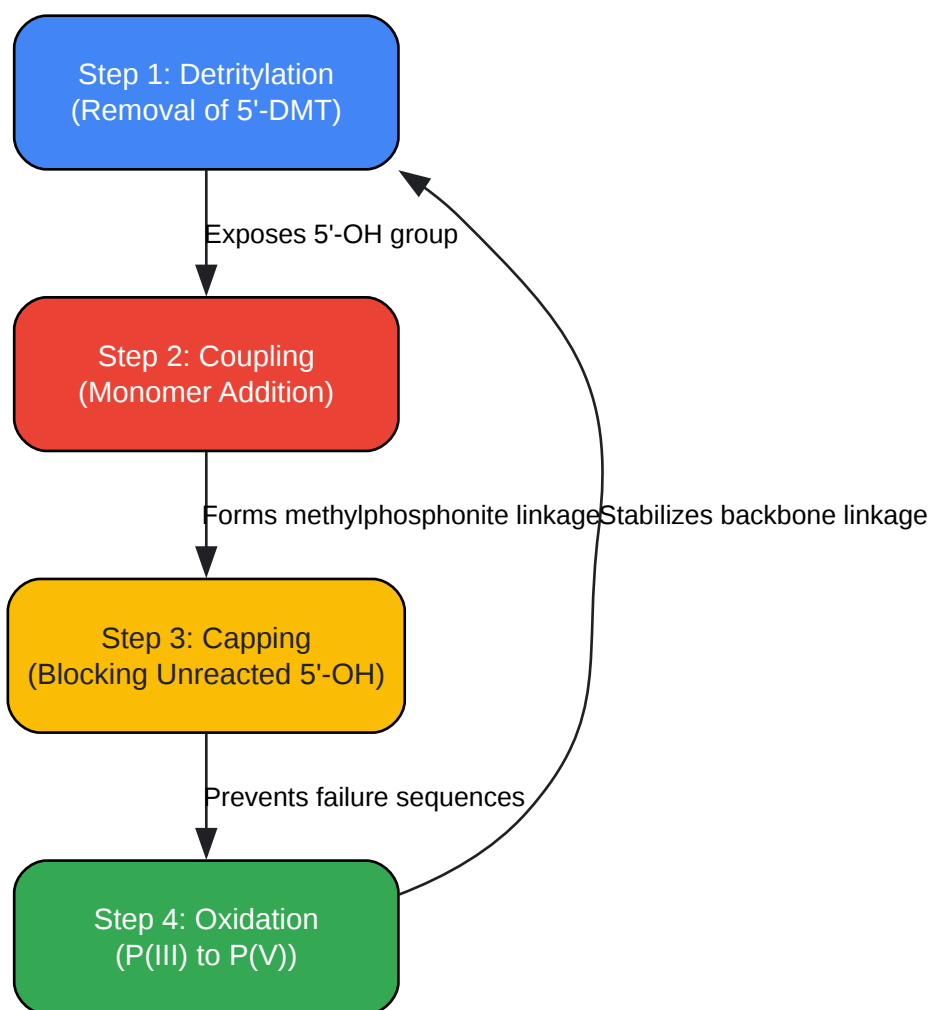 Step 1: Detritylation
(Removal of 5'-DMT)
Exposes 5'-OH group
Step 2: Coupling
(Monomer Addition)
Forms methylphosphonite linkage
Stabilizes backbone linkage
Step 3: Capping
(Blocking Unreacted 5'-OH)
Prevents failure sequences
Step 4: Oxidation
(P(III) to P(V))